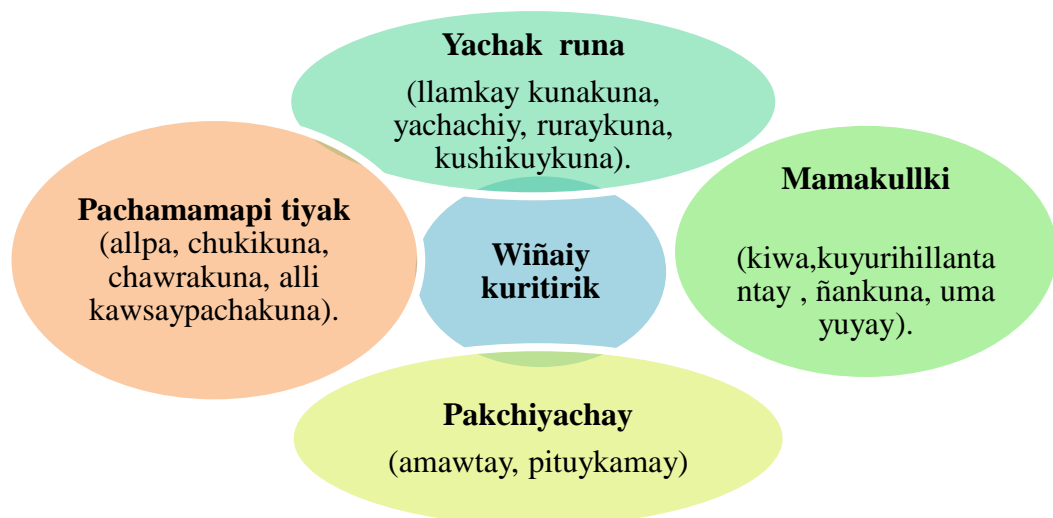 Yachak runa
(llamkay kunakuna,
yachachiy, ruraykuna,
kushikuykuna).
Pachamamapi tiyak
(allpa, chukikuna,
chawrakuna, alli
kawsaypachakuna).
Wiñaiy
kuritirik
Mamakullki
(kiwa,kuyurihillanta
ntay , ñankuna, uma
yuyay).
Pakchiyachay
(amawtay, pituykamay)